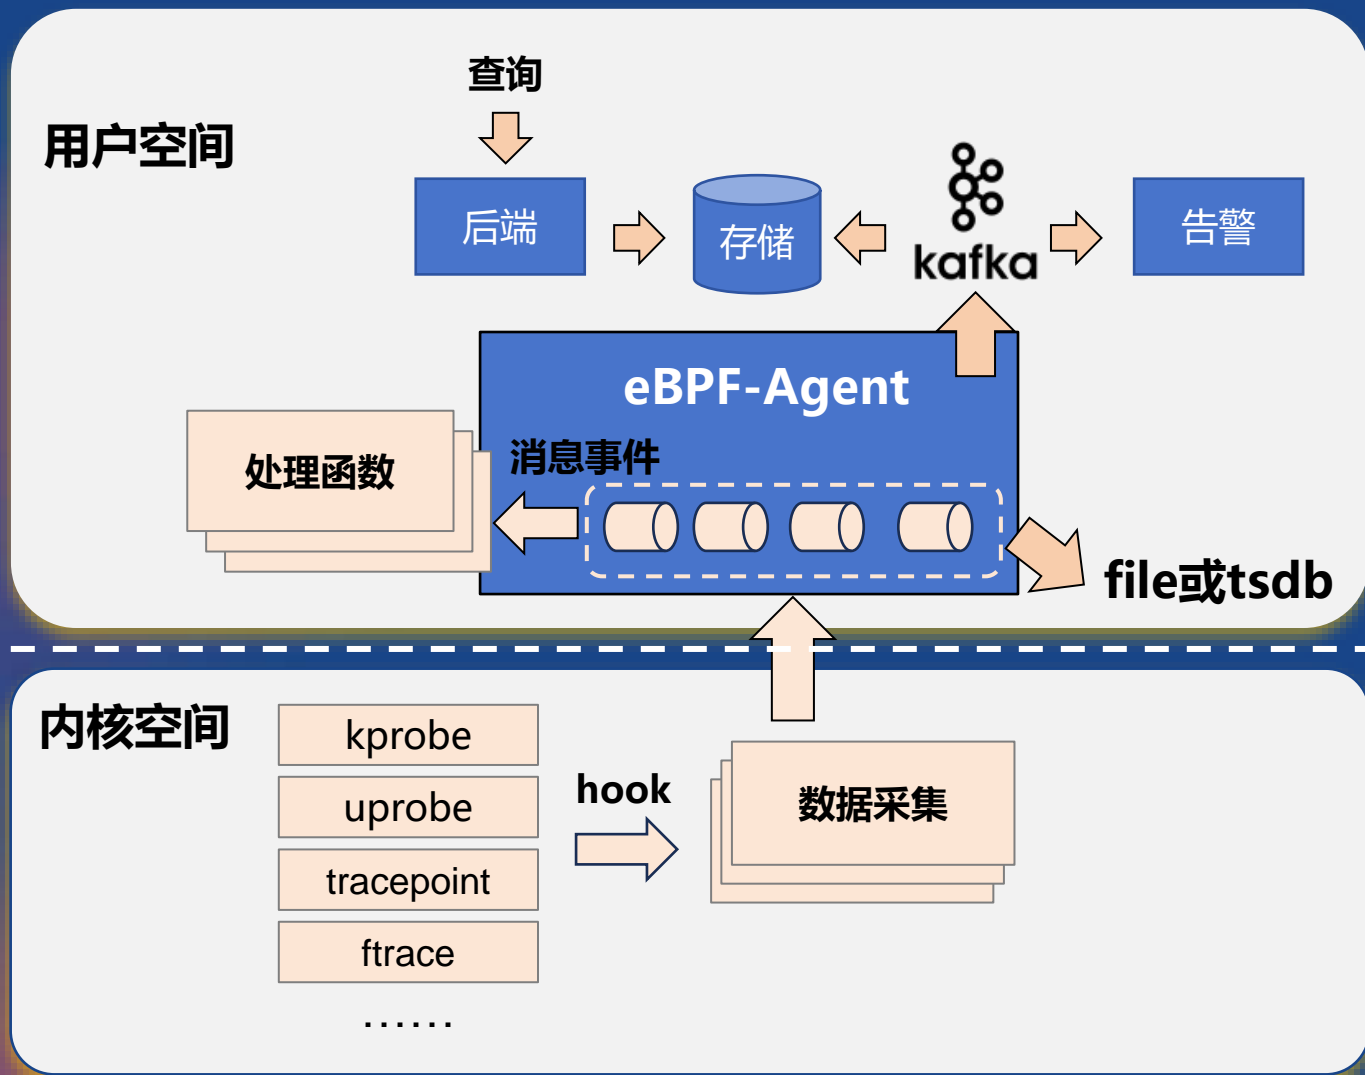 查询
用户空间
后端
存储
kafka
告警
eBPF-Agent
处理函数
消息事件
file或tsdb
内核空间
kprobe
uprobe
tracepoint
ftrace
……
hook
数据采集